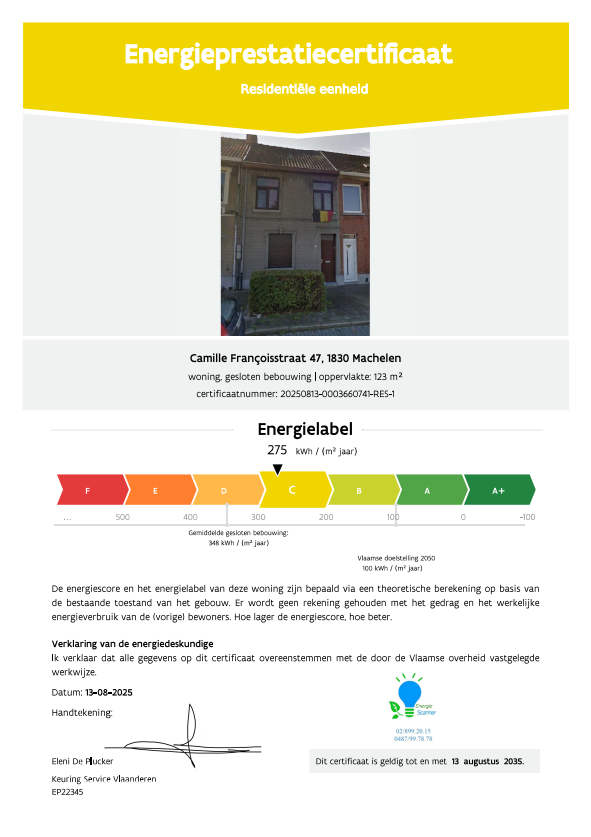 Energieprestatiecertificaat
Residentiële eenheid
Camille Françoisstraat 47, 1830 Machelen
woning, gesloten bebouwing | oppervlakte: 123 m²
certificaatnummer: 20250813-0003660741-RES-1
Energielabel
275 kWh / (m² jaar)
F E D C B A A+
... 500 400 300 200 100 0 -100
Gemiddelde gesloten bebouwing:
348 kWh / (m² jaar)
Vlaamse doelstelling 2050
100 kWh / (m² jaar)
De energiescore en het energielabel van deze woning zijn bepaald via een theoretische berekening op basis van
de bestaande toestand van het gebouw. Er wordt geen rekening gehouden met het gedrag en het werkelijke
energieverbruik van de (vorige) bewoners. Hoe lager de energiescore, hoe beter.
Verklaring van de energiedeskundige
Ik verklaar dat alle gegevens op dit certificaat overeenstemmen met de door de Vlaamse overheid vastgelegde
werkwijze.
Datum: 13-08-2025
Handtekening:
Energie
Scanner
02/899.20.15
0487/99.78.78
Eleni De Plucker
Dit certificaat is geldig tot en met 13 augustus 2035.
Keuring Service Vlaanderen
EP22345